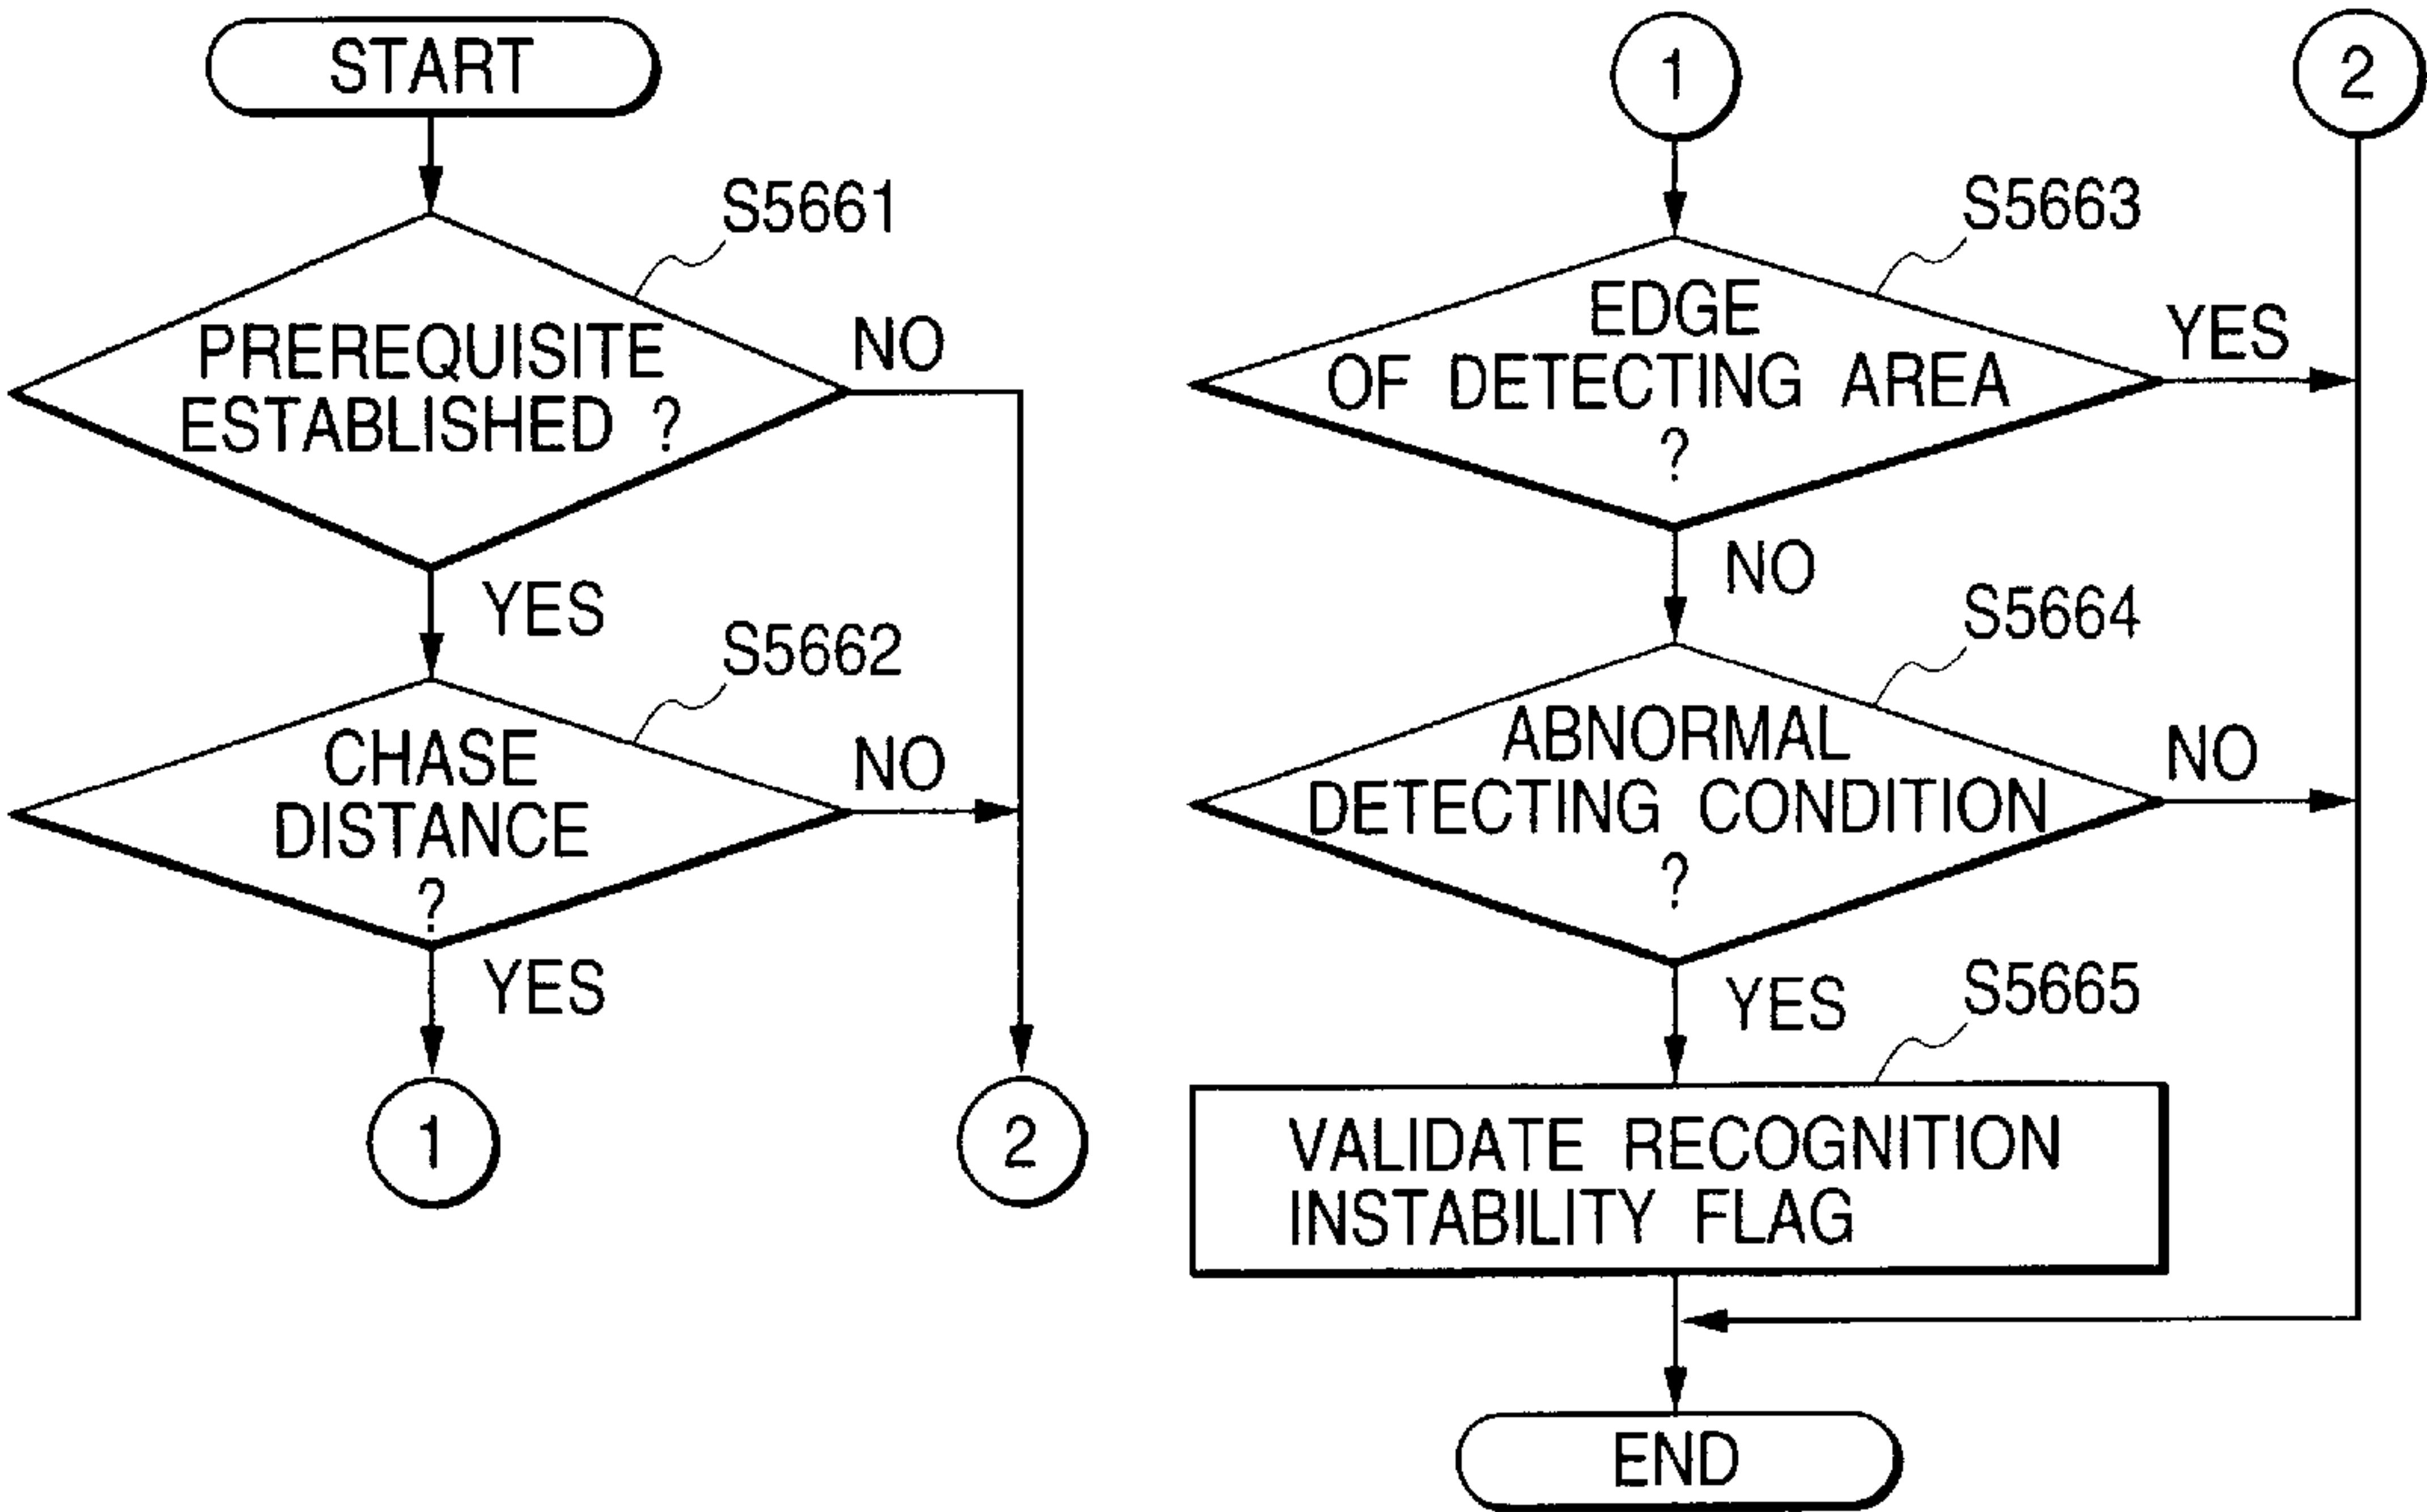 START
S5661
PREREQUISITE
ESTABLISHED ?
NO
YES
S5662
CHASE
DISTANCE
?
NO
YES
1
2
1
2
S5663
EDGE
OF DETECTING AREA
?
YES
NO
S5664
ABNORMAL
DETECTING CONDITION
?
NO
YES
S5665
VALIDATE RECOGNITION
INSTABILITY FLAG
END